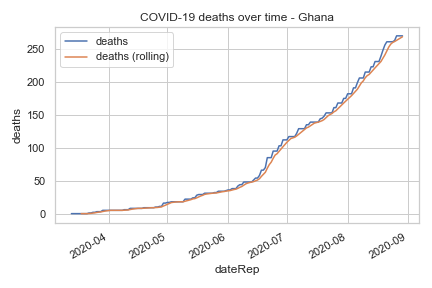 COVID-19 deaths over time - Ghana
deaths
deaths (rolling)
250
200
150
100
50
0
deaths
2020-04
2020-05
2020-06
2020-07
2020-08
2020-09
dateRep